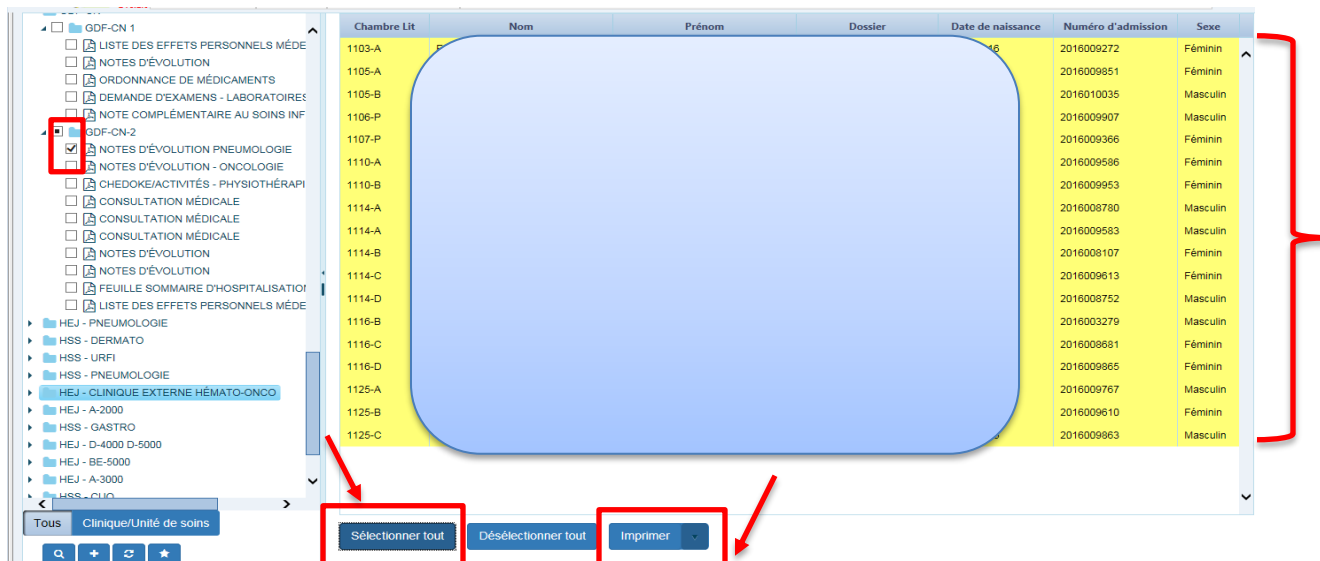 GDF-CN 1
LISTE DES EFFETS PERSONNELS MÉDE
NOTES D'ÉVOLUTION
ORDONNANCE DE MÉDICAMENTS
DEMANDE D'EXAMENS - LABORATOIRES
NOTE COMPLÉMENTAIRE AU SOINS INF
GDF-CN-2
NOTES D'ÉVOLUTION PNEUMOLOGIE
NOTES D'ÉVOLUTION - ONCOLOGIE
CHEDOKE/ACTIVITÉS - PHYSIOTHÉRAPI
CONSULTATION MÉDICALE
CONSULTATION MÉDICALE
CONSULTATION MÉDICALE
NOTES D'ÉVOLUTION
NOTES D'ÉVOLUTION
FEUILLE SOMMAIRE D'HOSPITALISATION
LISTE DES EFFETS PERSONNELS MÉDE
HEJ - PNEUMOLOGIE
HSS - DERMATO
HSS - URFI
HSS - PNEUMOLOGIE
HEJ - CLINIQUE EXTERNE HÉMATO-ONCO
HEJ - A-2000
HSS - GASTRO
HEJ - D-4000 D-5000
HEJ - BE-5000
HEJ - A-3000
HSS - CUO
Tous Clinique/Unité de soins
Chambre Lit Nom Prénom Dossier Date de naissance Numéro d'admission Sexe
1103-A 2016009272 Féminin
1105-A 2016009851 Féminin
1105-B 2016010035 Masculin
1106-P 2016009907 Masculin
1107-P 2016009366 Féminin
1110-A 2016009586 Féminin
1110-B 2016009953 Féminin
1114-A 2016008780 Masculin
1114-A 2016009583 Masculin
1114-B 2016008107 Féminin
1114-C 2016009613 Féminin
1114-D 2016008752 Masculin
1116-B 2016003279 Masculin
1116-C 2016008681 Féminin
1116-D 2016009865 Féminin
1125-A 2016009767 Masculin
1125-B 2016009610 Féminin
1125-C 2016009863 Masculin
Sélectionner tout Désélectionner tout Imprimer